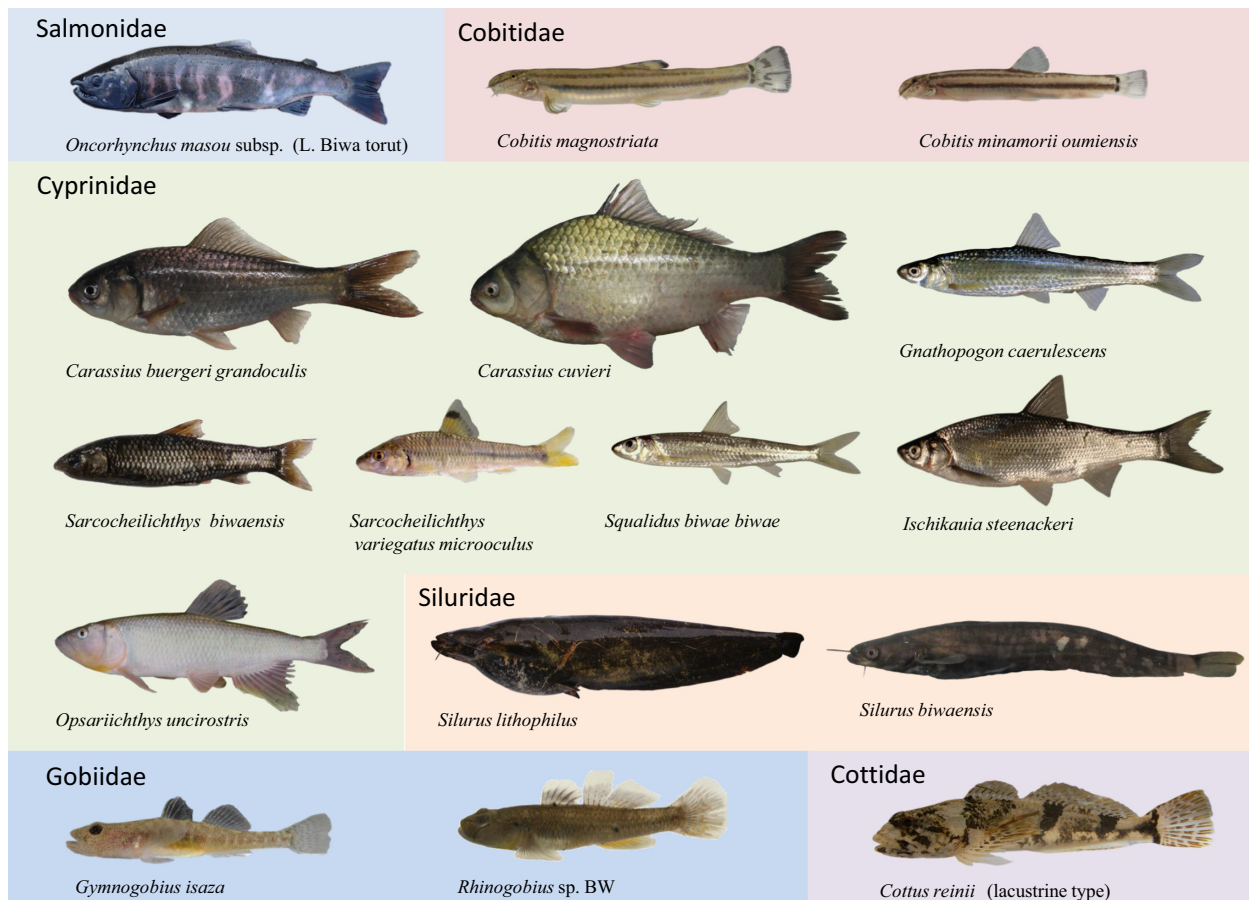 Salmonidae
Oncorhynchus masou subsp. (L. Biwa torut)
Cobitidae
Cobitis magnostriata
Cobitis minamorii oumiensis
Cyprinidae
Carassius buergeri grandoculis
Carassius cuvieri
Gnathopogon caerulescens
Sarcocheilichthys biwaensis
Sarcocheilichthys
variegatus microoculus
Squalidus biwae biwae
Ischikauia steenackeri
Opsariichthys uncirostris
Siluridae
Silurus lithophilus
Silurus biwaensis
Gobiidae
Gymnogobius isaza
Rhinogobius sp. BW
Cottidae
Cottus reinii (lacustrine type)